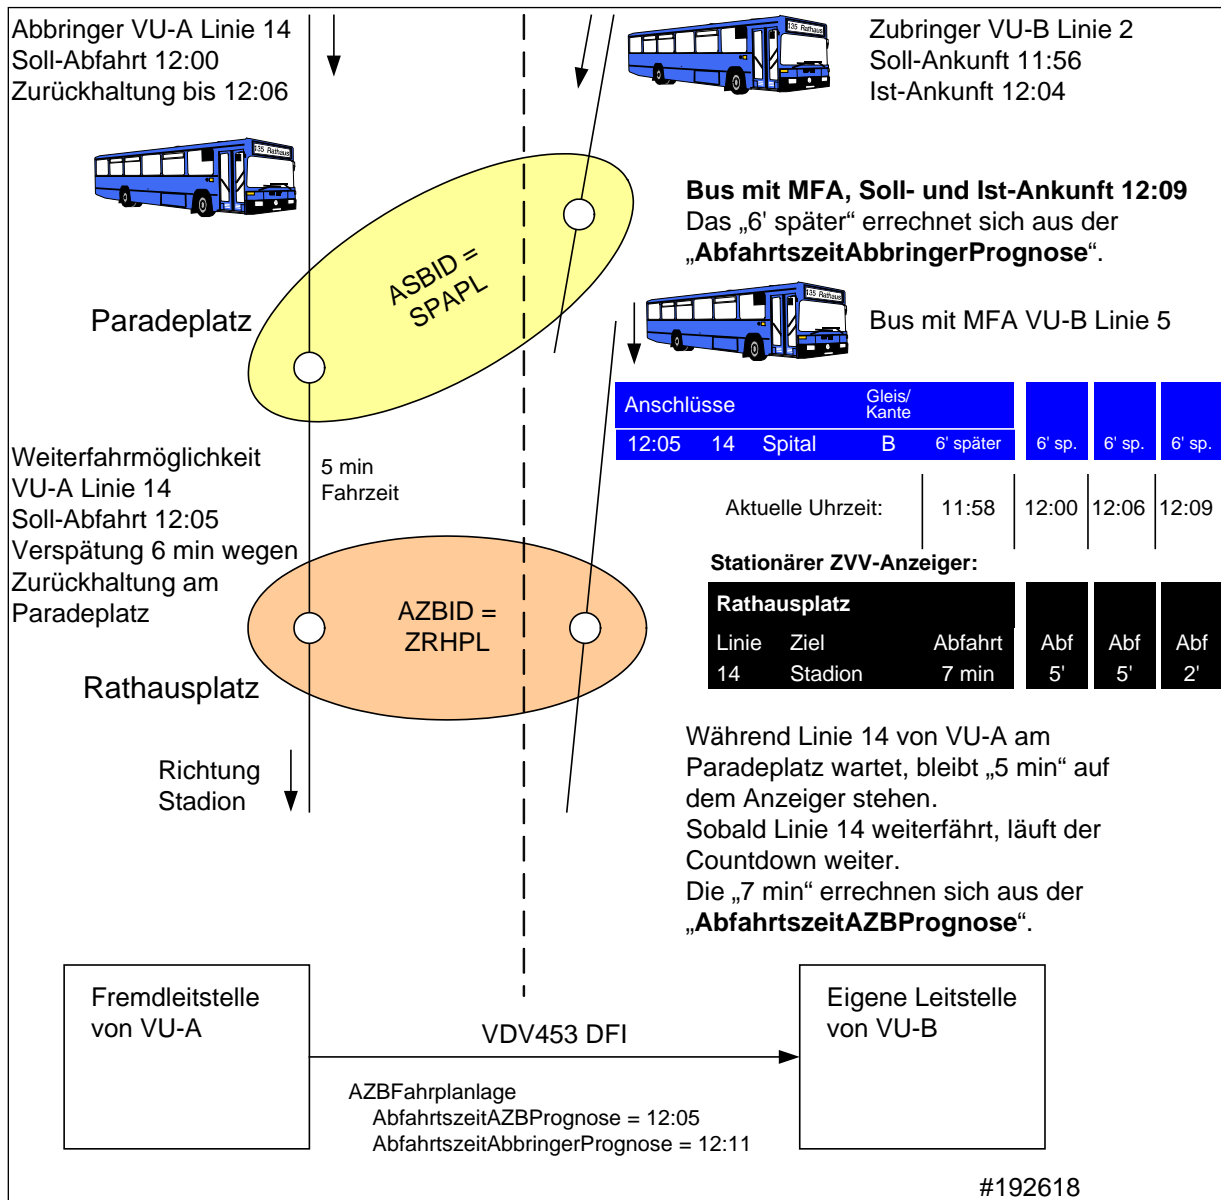 Abbringer VU-A Linie 14
Soll-Abfahrt 12:00
Zurückhaltung bis 12:06
135 Rathaus
135 Rathaus
Zubringer VU-B Linie 2
Soll-Ankunft 11:56
Ist-Ankunft 12:04
Bus mit MFA, Soll- und Ist-Ankunft 12:09
Das „6' später“ errechnet sich aus der
„AbfahrtszeitAbbringerPrognose“.
ASBID =
SPAPL
Paradeplatz
135 Rathaus
Bus mit MFA VU-B Linie 5
Anschlüsse Gleis/
Kante
12:05 14 Spital B 6' später 6' sp. 6' sp. 6' sp.
Aktuelle Uhrzeit: 11:58 12:00 12:06 12:09
Weiterfahrmöglichkeit
VU-A Linie 14
Soll-Abfahrt 12:05
Verspätung 6 min wegen
Zurückhaltung am
Paradeplatz
5 min
Fahrzeit
Stationärer ZVV-Anzeiger:
Rathausplatz
Linie Ziel Abfahrt Abf Abf Abf
14 Stadion 7 min 5' 5' 2'
AZBID =
ZRHPL
Rathausplatz
Richtung
Stadion
Während Linie 14 von VU-A am
Paradeplatz wartet, bleibt „5 min“ auf
dem Anzeiger stehen.
Sobald Linie 14 weiterfährt, läuft der
Countdown weiter.
Die „7 min“ errechnen sich aus der
„AbfahrtszeitAZBPrognose“.
Fremdleitstelle
von VU-A
VDV453 DFI
Eigene Leitstelle
von VU-B
AZBFahrplanlage
AbfahrtszeitAZBPrognose = 12:05
AbfahrtszeitAbbringerPrognose = 12:11
#192618